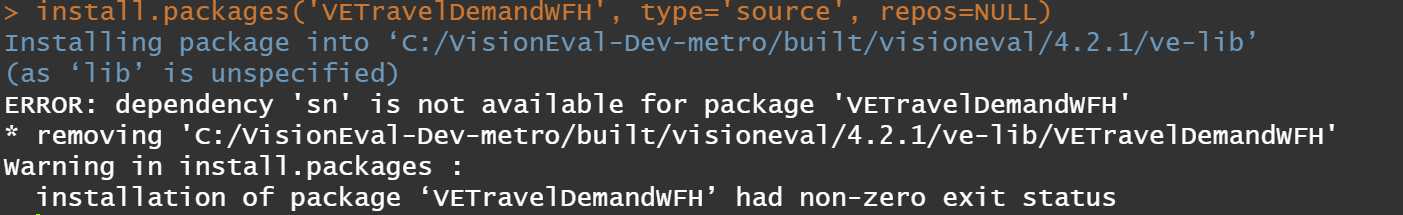 > install.packages('VETravelDemandWFH', type='source', repos=NULL)
Installing package into ‘C:/VisionEval-Dev-metro/built/visioneval/4.2.1/ve-lib’
(as ‘lib’ is unspecified)
ERROR: dependency 'sn' is not available for package 'VETravelDemandWFH'
* removing 'C:/VisionEval-Dev-metro/built/visioneval/4.2.1/ve-lib/VETravelDemandWFH'
Warning in install.packages :
  installation of package ‘VETravelDemandWFH’ had non-zero exit status